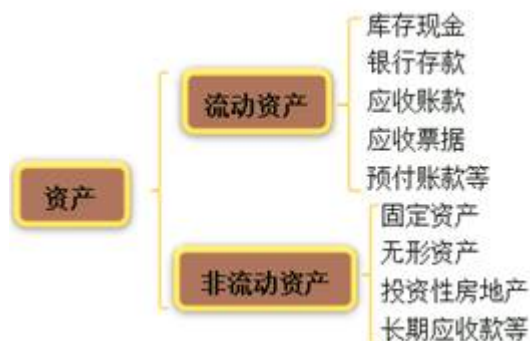 资产
流动资产
库存现金
银行存款
应收账款
应收票据
预付账款等
非流动资产
固定资产
无形资产
投资性房地产
长期应收款等